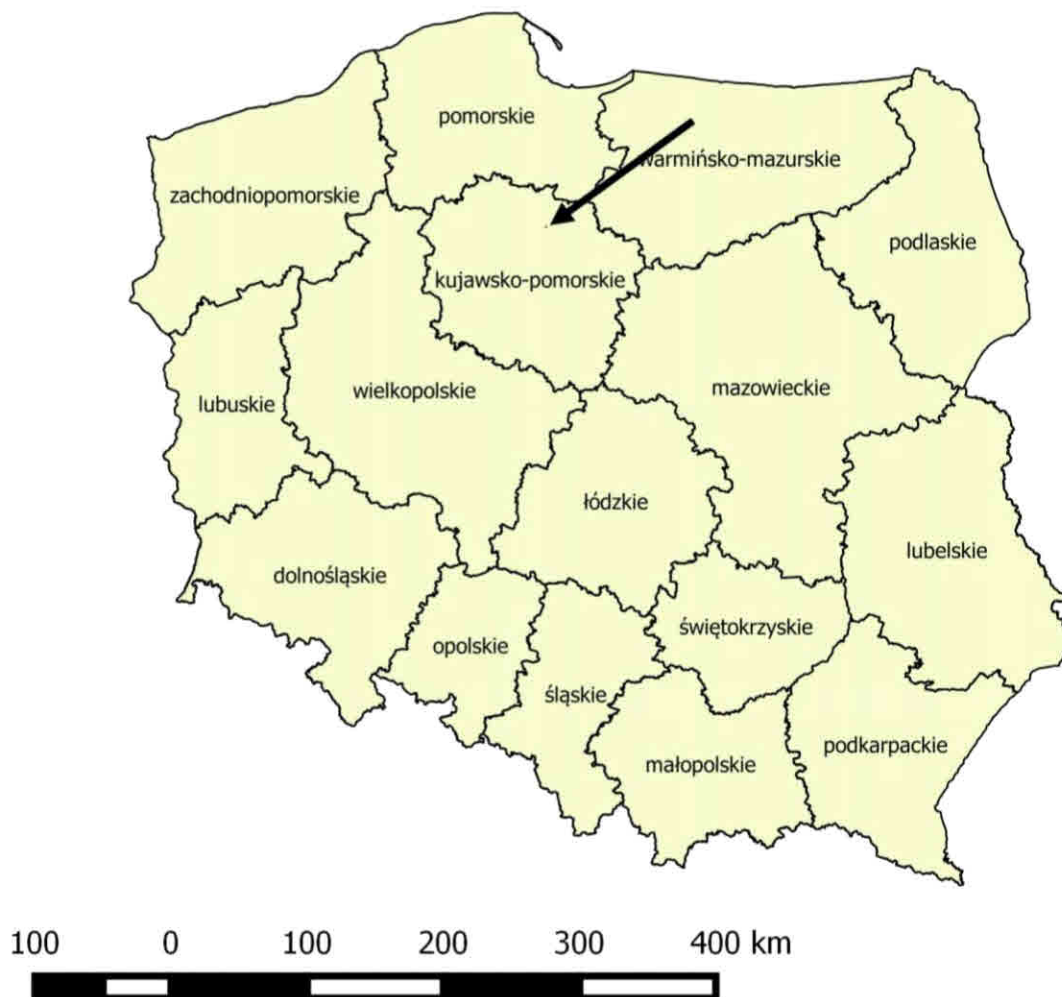 pomorskie
warmińsko-mazurskie
zachodniopomorskie
podlaskie
kujawsko-pomorskie
mazowieckie
wielkopolskie
lubuskie
łódzkie
lubelskie
dolnośląskie
świętokrzyskie
opolskie
śląskie
podkarpackie
małopolskie
100 0 100 200 300 400 km